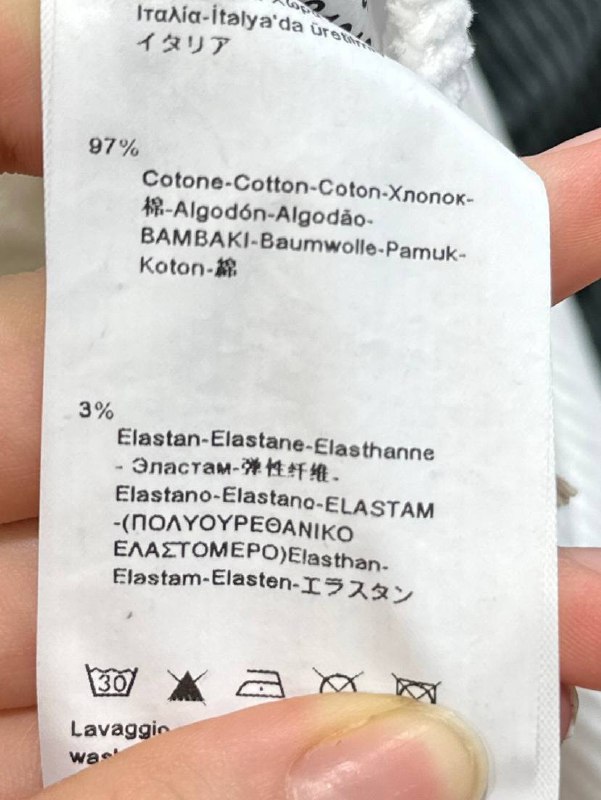 Ιταλία-İtalya'da üretilm
イタリア
97%
Cotone-Cotton-Coton-Хлопок-
棉-Algodón-Algodão-
BAMBAKI-Baumwolle-Pamuk-
Koton-綿
3%
Elastan-Elastane-Elasthanne
- Эластам-弹性纤维-
Elastano-Elastano-ELASTAM
-(ΠΟΛΥΟΥΡΕΘΑΝΙΚΟ
ΕΛΑΣΤΟΜΕΡΟ)Elasthan-
Elastam-Elasten-エラスタン
30
Lavaggio